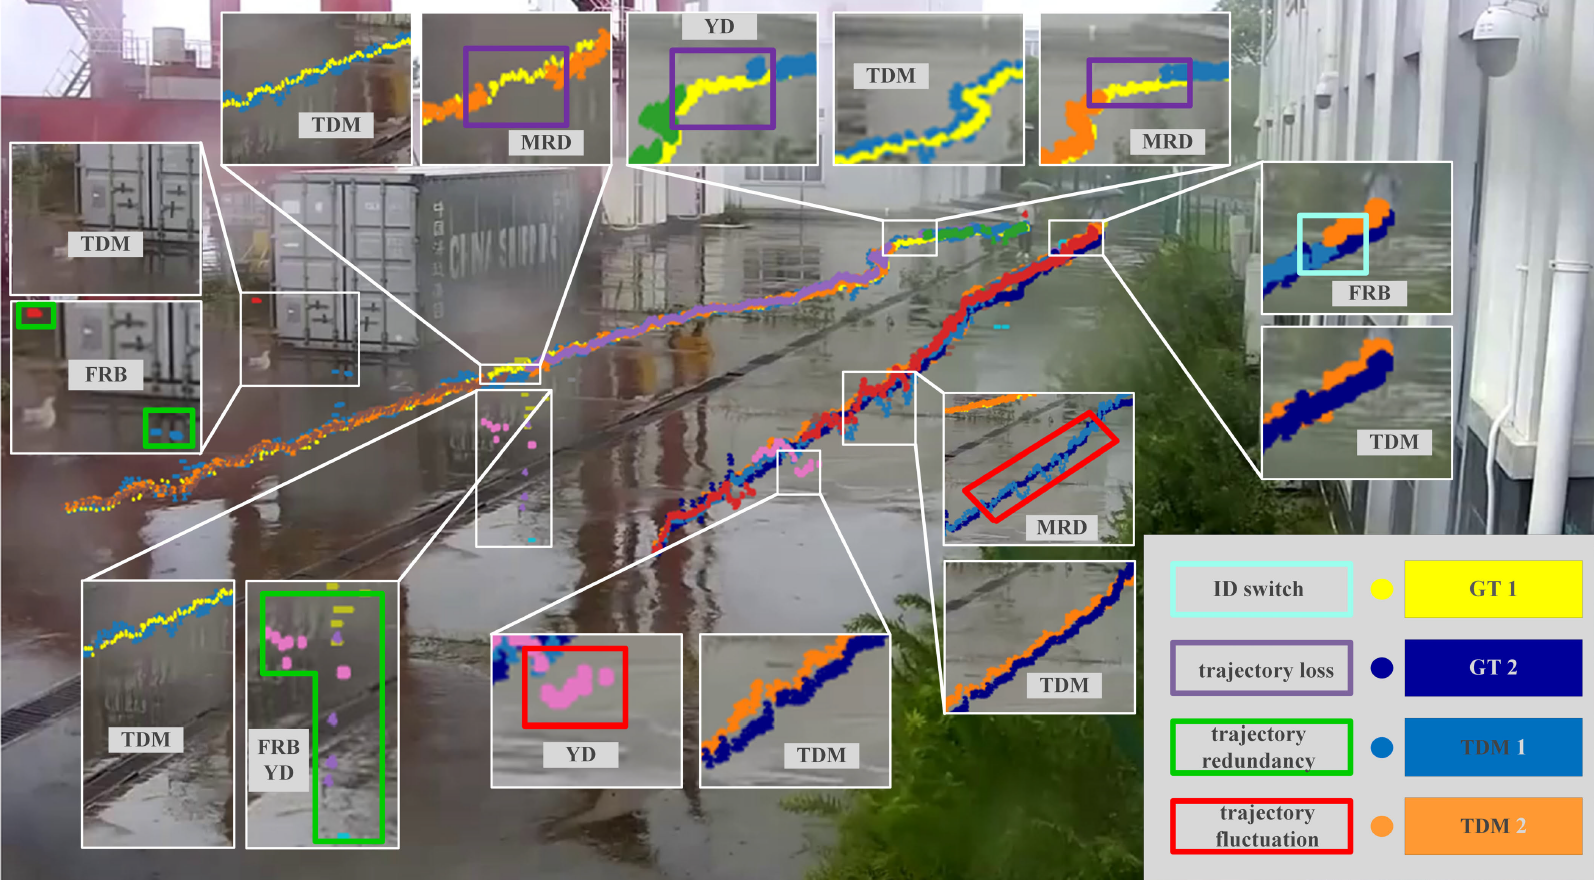 YD
TDM
TDM
MRD
MRD
TDM
FRB
FRB
TDM
MRD
TDM
TDM
FRB
YD
YD
TDM
ID switch
GT 1
trajectory loss
GT 2
trajectory
redundancy
TDM 1
trajectory
fluctuation
TDM 2